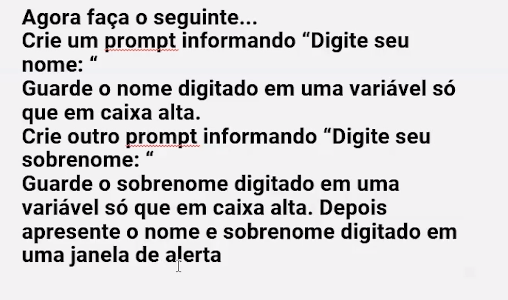 Agora faça o seguinte...
Crie um prompt informando “Digite seu
nome: “
Guarde o nome digitado em uma variável só
que em caixa alta.
Crie outro prompt informando “Digite seu
sobrenome: “
Guarde o sobrenome digitado em uma
variável só que em caixa alta. Depois
apresente o nome e sobrenome digitado em
uma janela de alerta